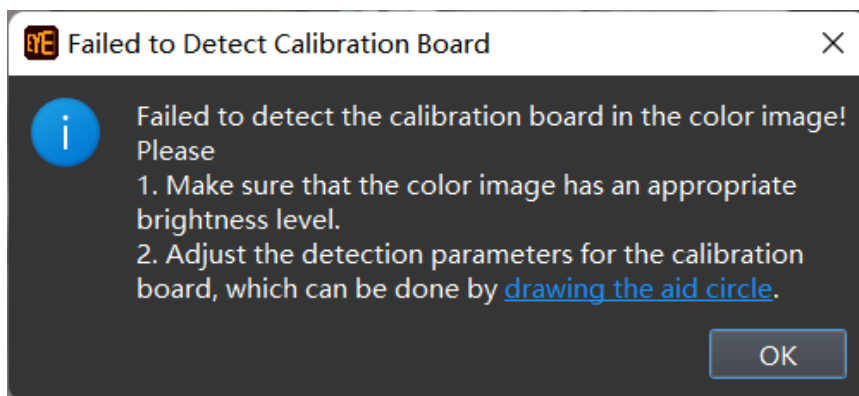 EYE Failed to Detect Calibration Board
Failed to detect the calibration board in the color image!
Please
1. Make sure that the color image has an appropriate
brightness level.
2. Adjust the detection parameters for the calibration
board, which can be done by drawing the aid circle.
OK